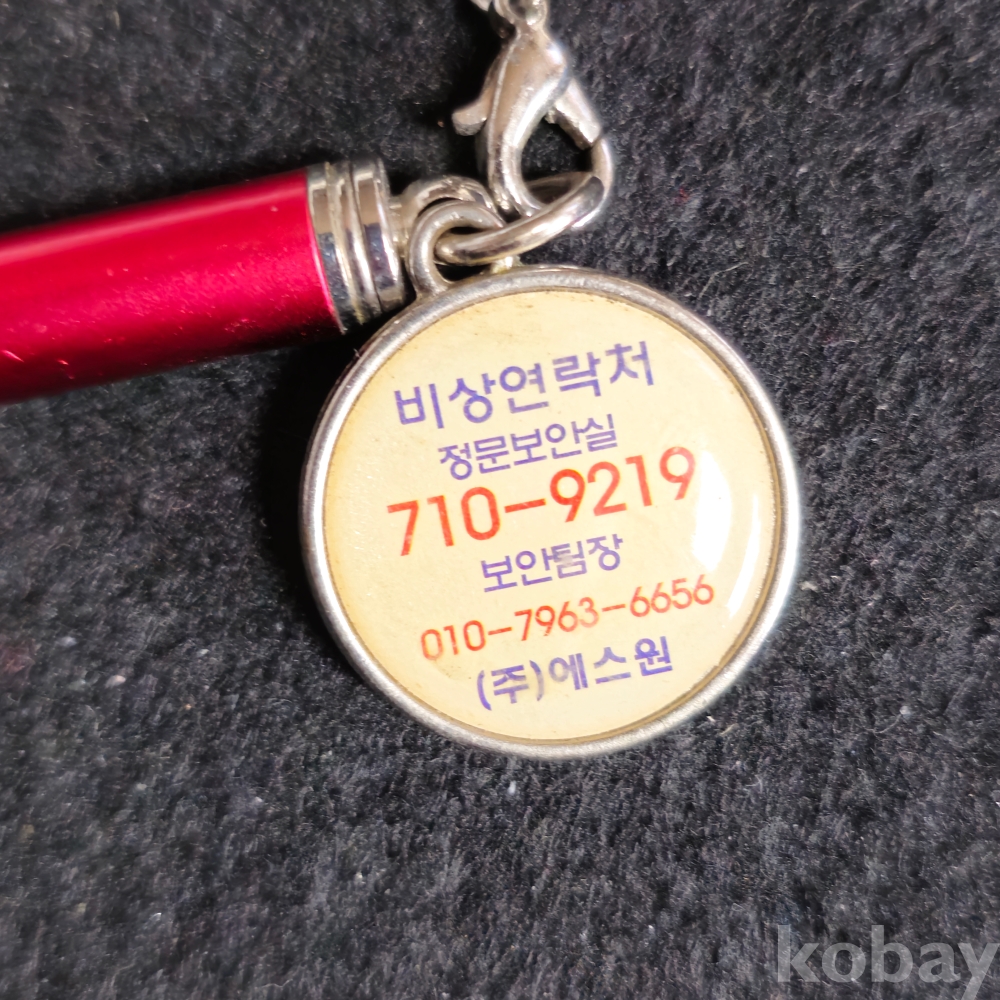 비상연락처
정문보안실
710-9219
보안팀장
010-7963-6656
(주)에스원
kobay